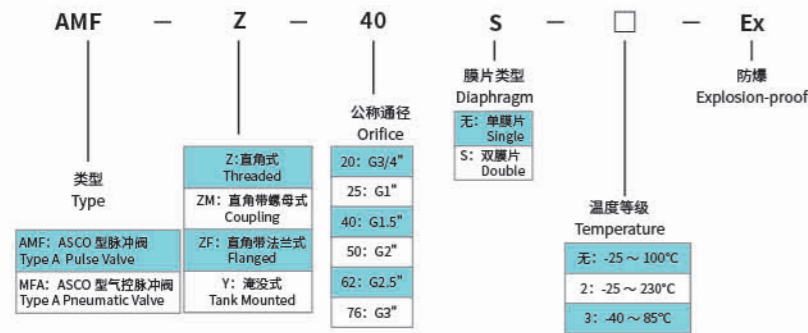 AMF — Z — 40 S — □ — Ex
类型
Type
AMF：ASCO 型脉冲阀
Type A Pulse Valve
MFA：ASCO 型气控脉冲阀
Type A Pneumatic Valve
Z:直角式
Threaded
ZM：直角带螺母式
Coupling
ZF：直角带法兰式
Flanged
Y：淹没式
Tank Mounted
公称通径
Orifice
20：G3/4"
25：G1"
40：G1.5"
50：G2"
62：G2.5"
76：G3"
膜片类型
Diaphragm
无：单膜片
Single
S：双膜片
Double
温度等级
Temperature
无：-25～100℃
2：-25～230℃
3：-40～85℃
防爆
Explosion-proof